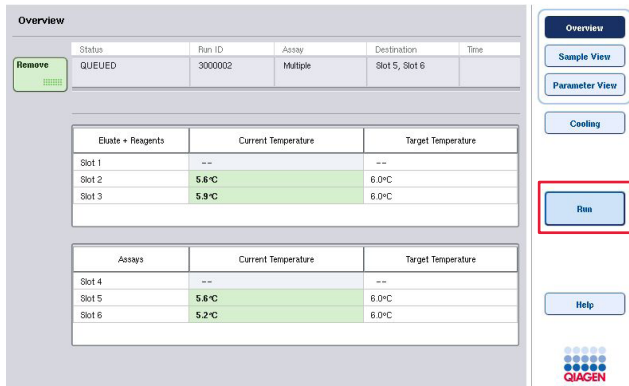 Overview
Status Run ID Assay Destination Time
Remove QUEUED 3000002 Multiple Slot 5, Slot 6
Eluate + Reagents Current Temperature Target Temperature
Slot 1 -- --
Slot 2 5.6°C 6.0°C
Slot 3 5.9°C 6.0°C
Assays Current Temperature Target Temperature
Slot 4 -- --
Slot 5 5.6°C 6.0°C
Slot 6 5.2°C 6.0°C
Overview
Sample View
Parameter View
Cooling
Run
Help
QIAGEN